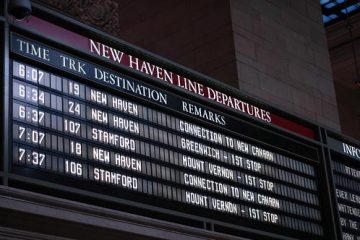 NEW HAVEN LINE DEPARTURES
TIME TRK DESTINATION REMARKS
6:07 19 NEW HAVEN CONNECTION TO NEW CANAAN
6:34 24 NEW HAVEN GREENWICH - 1ST STOP
6:37 107 STAMFORD MOUNT VERNON - 1ST STOP
7:07 18 NEW HAVEN CONNECTION TO NEW CANAAN
7:37 106 STAMFORD MOUNT VERNON - 1ST STOP